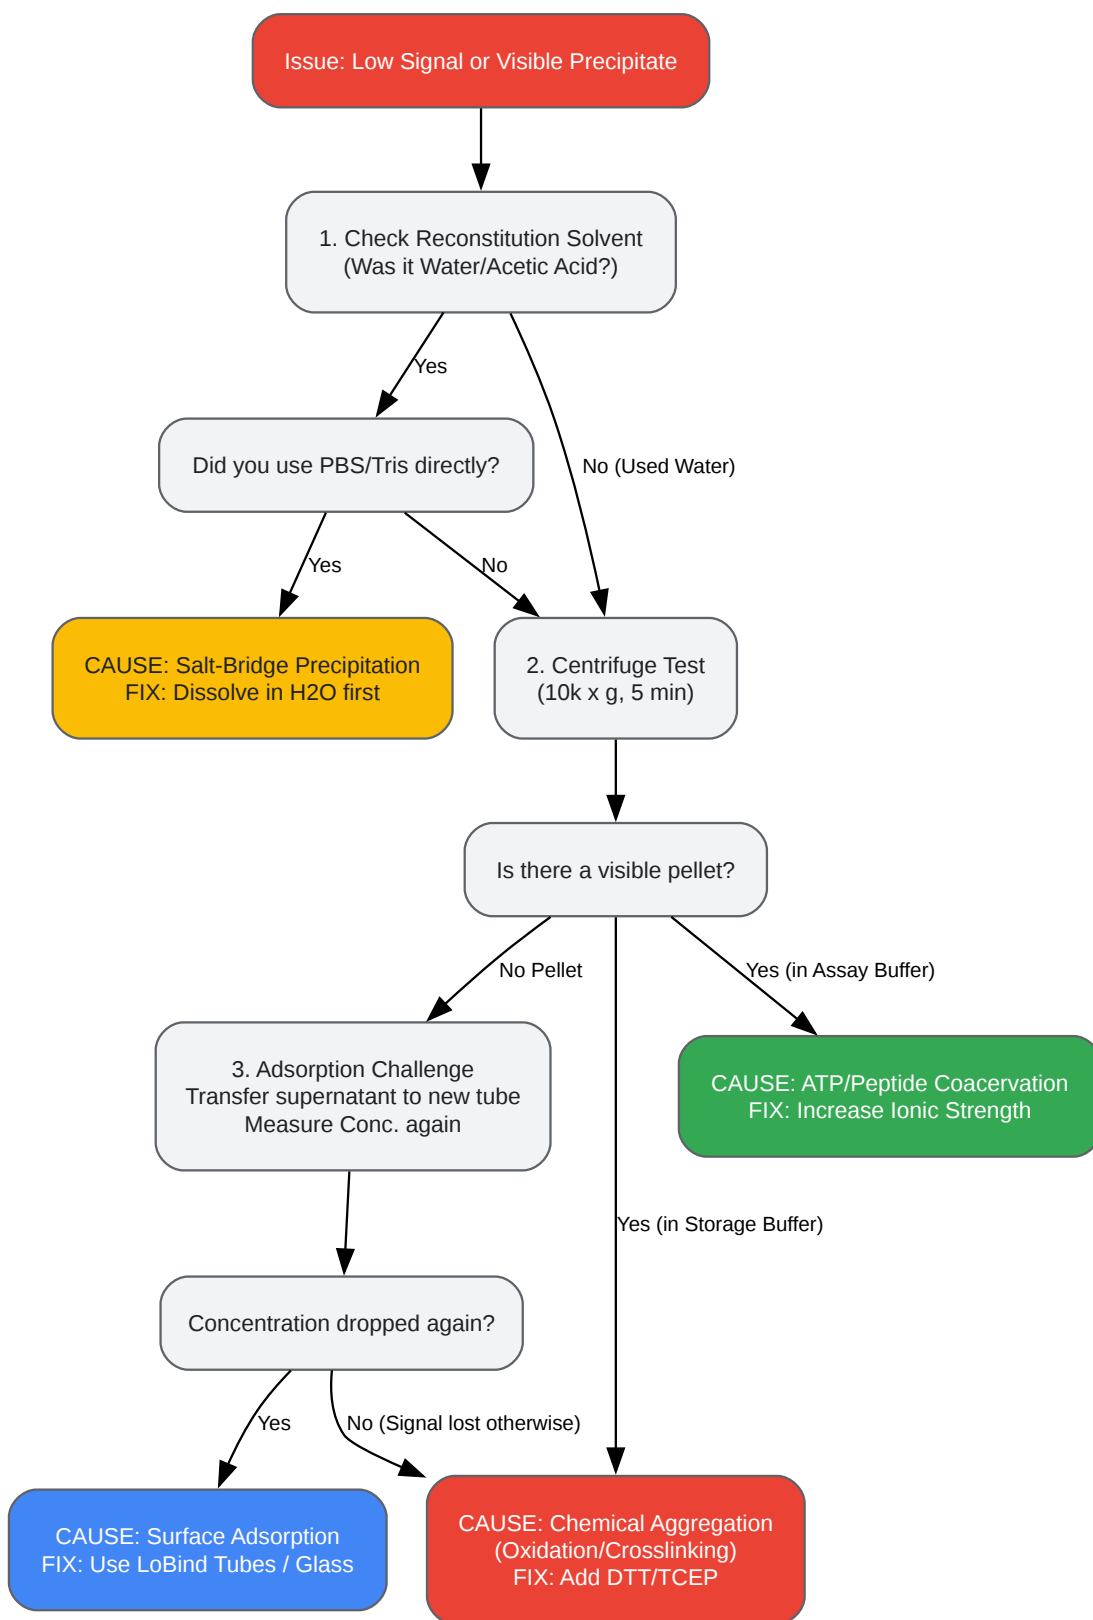 Issue: Low Signal or Visible Precipitate
1. Check Reconstitution Solvent
(Was it Water/Acetic Acid?)
Yes
Did you use PBS/Tris directly?
No (Used Water)
Yes
No
CAUSE: Salt-Bridge Precipitation
FIX: Dissolve in H2O first
2. Centrifuge Test
(10k x g, 5 min)
Is there a visible pellet?
No Pellet
Yes (in Assay Buffer)
3. Adsorption Challenge
Transfer supernatant to new tube
Measure Conc. again
CAUSE: ATP/Peptide Coacervation
FIX: Increase Ionic Strength
Yes (in Storage Buffer)
Concentration dropped again?
Yes
No (Signal lost otherwise)
CAUSE: Surface Adsorption
FIX: Use LoBind Tubes / Glass
CAUSE: Chemical Aggregation
(Oxidation/Crosslinking)
FIX: Add DTT/TCEP